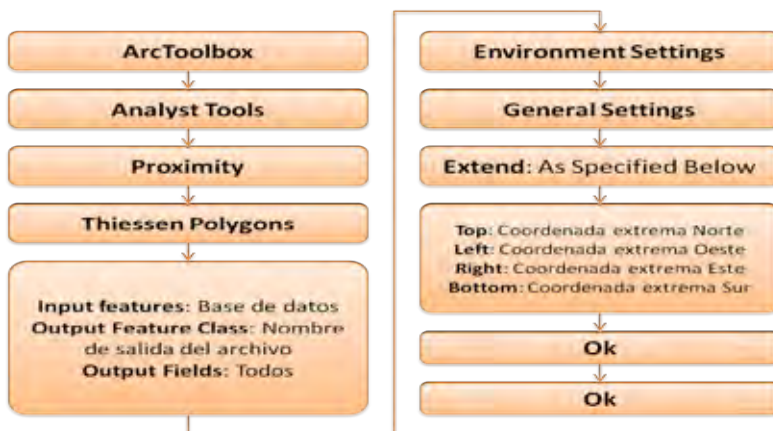 ArcToolbox
Analyst Tools
Proximity
Thiessen Polygons
Input features: Base de datos
Output Feature Class: Nombre
de salida del archivo
Output Fields: Todos
Environment Settings
General Settings
Extend: As Specified Below
Top: Coordenada extrema Norte
Left: Coordenada extrema Oeste
Right: Coordenada extrema Este
Bottom: Coordenada extrema Sur
Ok
Ok